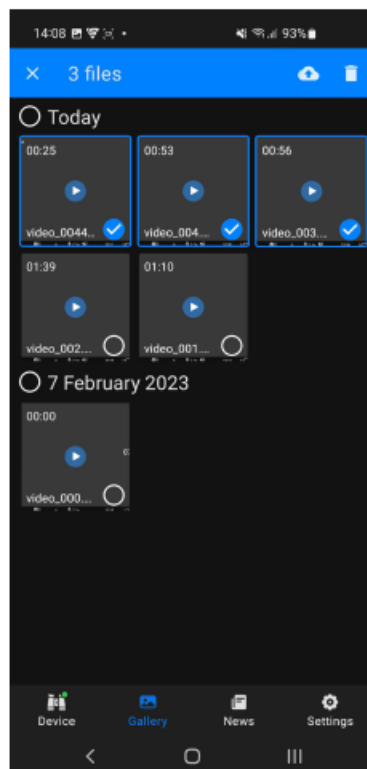 14:08 93%
3 files
Today
00:25 00:53 00:56
video_0044... video_004.... video_003....
01:39 01:10
video_002.... video_001....
7 February 2023
00:00
video_000....
Device Gallery News Settings